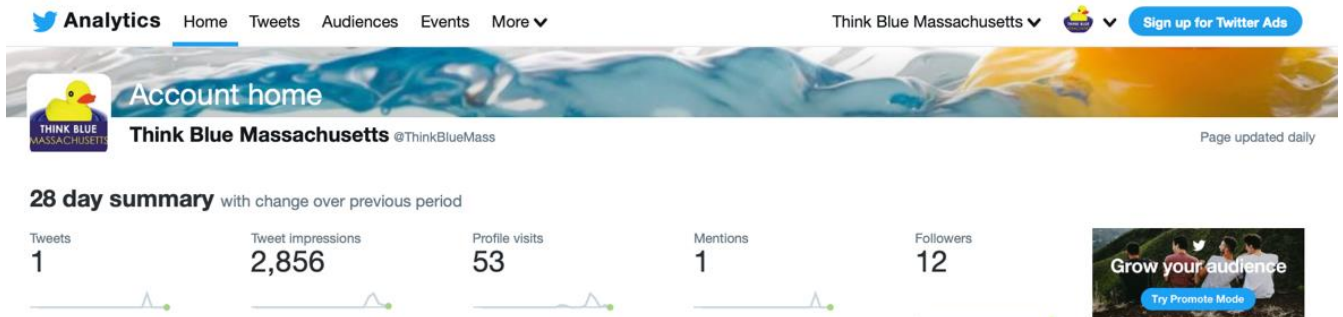 Analytics Home Tweets Audiences Events More Think Blue Massachusetts Sign up for Twitter Ads
Account home
THINK BLUE
MASSACHUSETTS
Think Blue Massachusetts @ThinkBlueMass Page updated daily
28 day summary with change over previous period
Tweets Tweet impressions Profile visits Mentions Followers
1 2,856 53 1 12
Grow your audience
Try Promote Mode